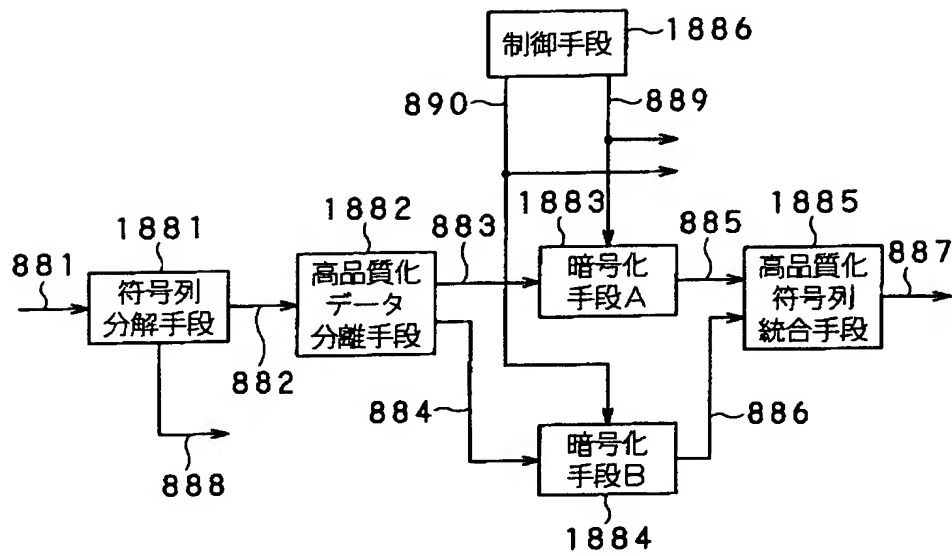 制御手段
1886
890
889
1881
1882
883
1883
885
1885
887
881
符号列
分解手段
高品質化
データ
分離手段
暗号化
手段A
高品質化
符号列
統合手段
882
884
886
888
暗号化
手段B
1884